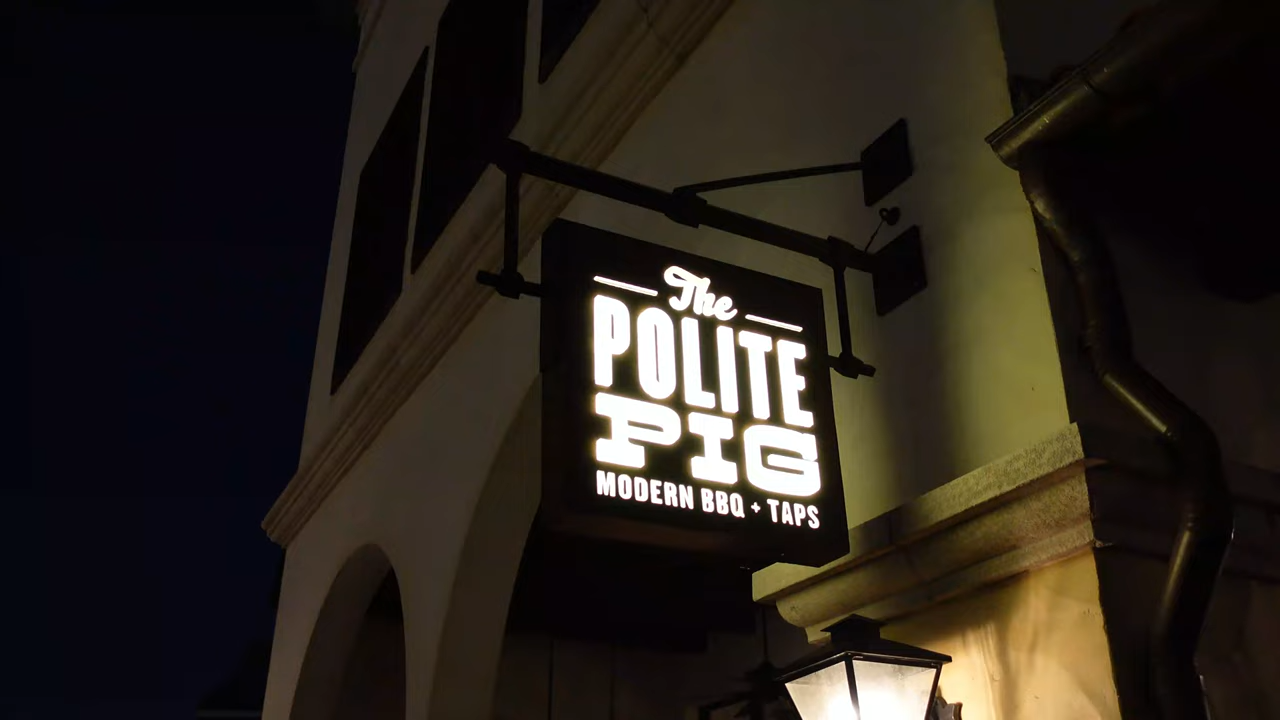 The
POLITE
PIG
MODERN BBQ + TAPS